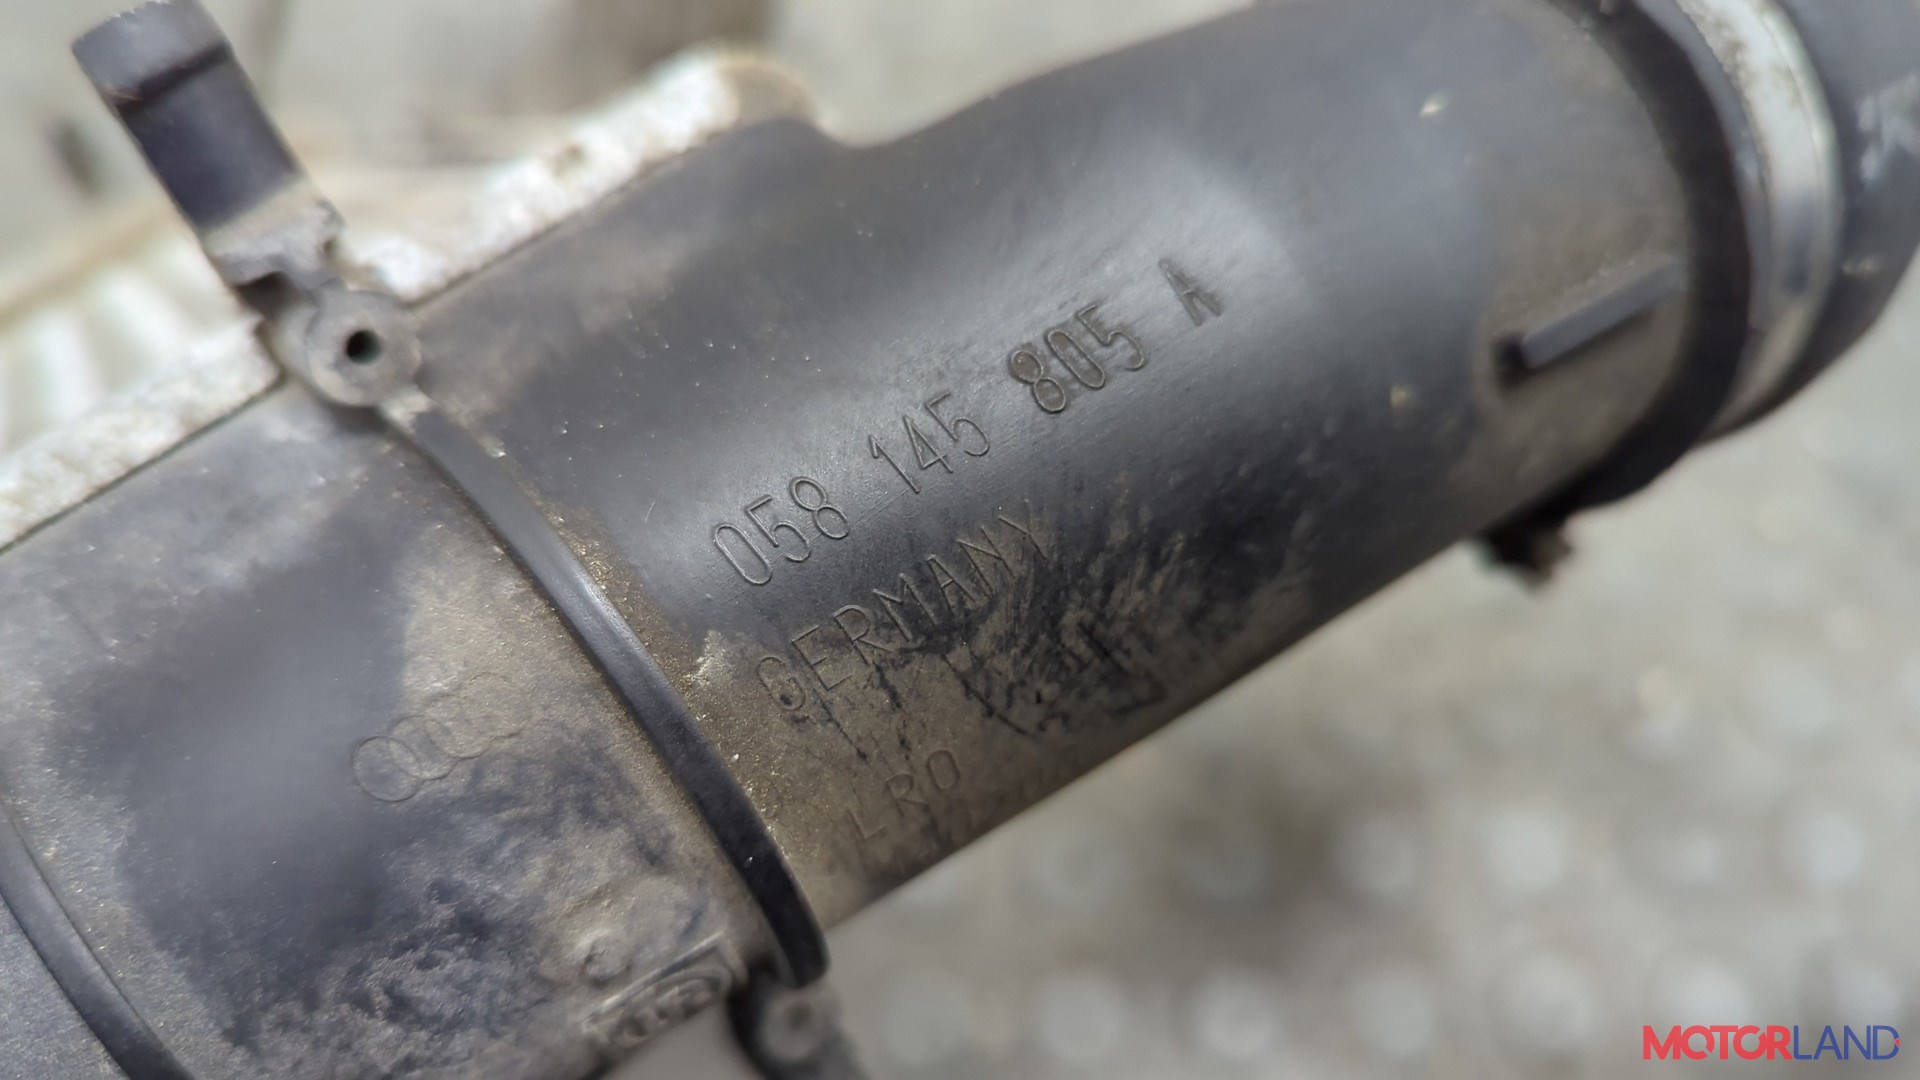 058 145 805 A
GERMANY
LRO
MOTORLAND